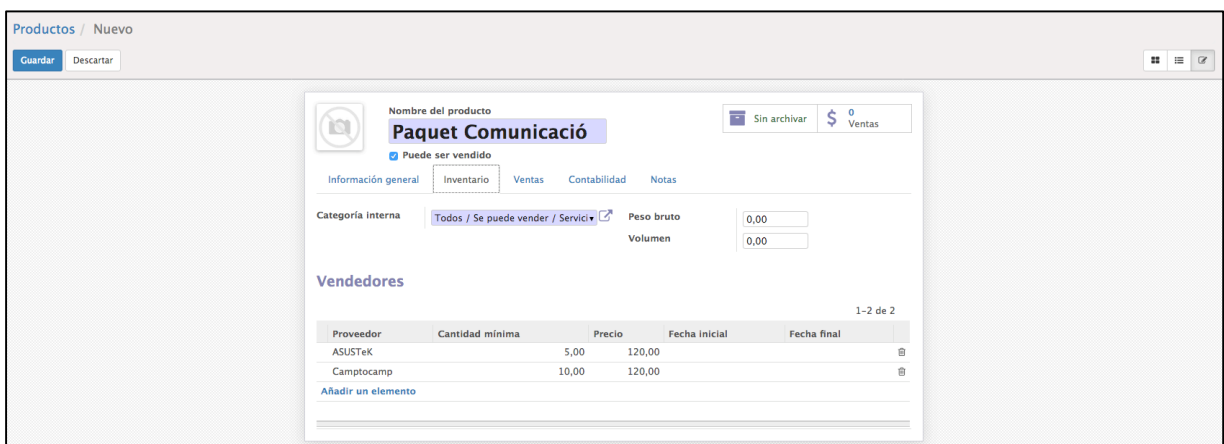 Productos / Nuevo
Guardar Descartar
Nombre del producto
Paquet Comunicació
Sin archivar
0
Ventas
Puede ser vendido
Información general Inventario Ventas Contabilidad Notas
Categoría interna Todos / Se puede vender / Servici Peso bruto 0,00
Volumen 0,00
Vendedores
1-2 de 2
Proveedor Cantidad mínima Precio Fecha inicial Fecha final
ASUSTeK 5,00 120,00
Camptocamp 10,00 120,00
Añadir un elemento